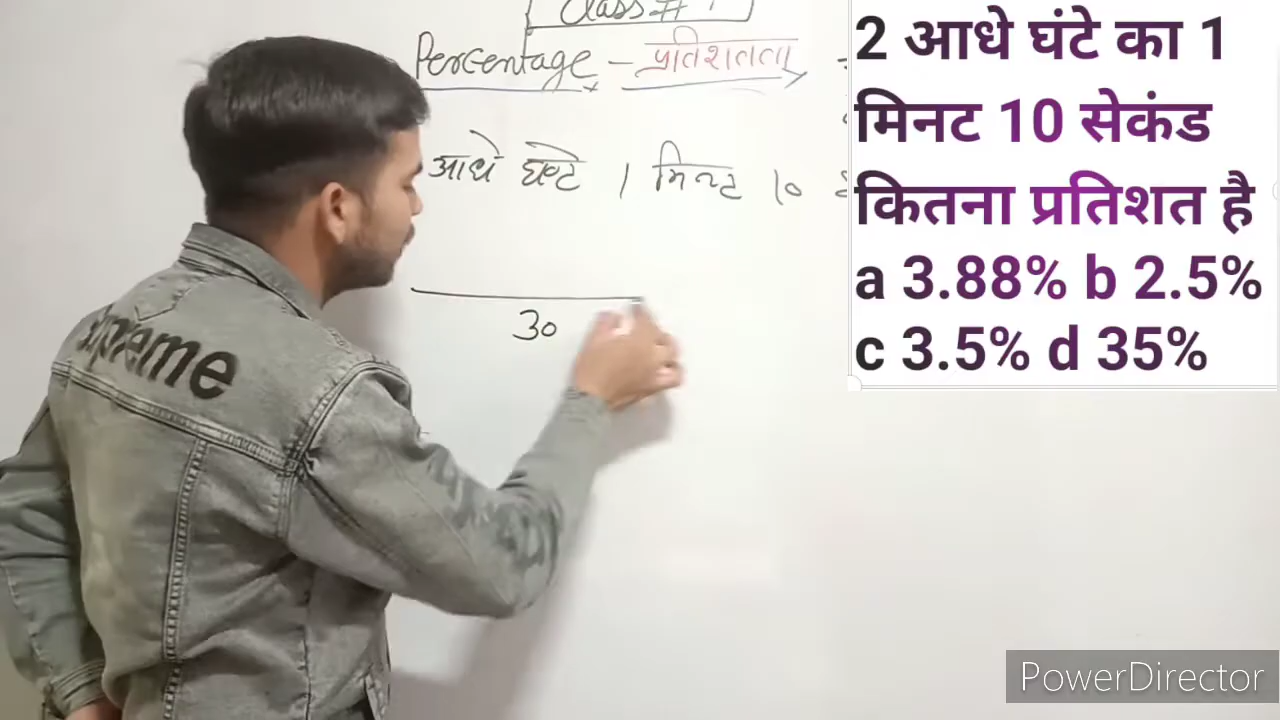 Class #
Percentage - प्रतिशतता
आधे घण्टे 1 मिनट 10
30
supreme
2 आधे घंटे का 1
मिनट 10 सेकंड
कितना प्रतिशत है
a 3.88% b 2.5%
c 3.5% d 35%
PowerDirector